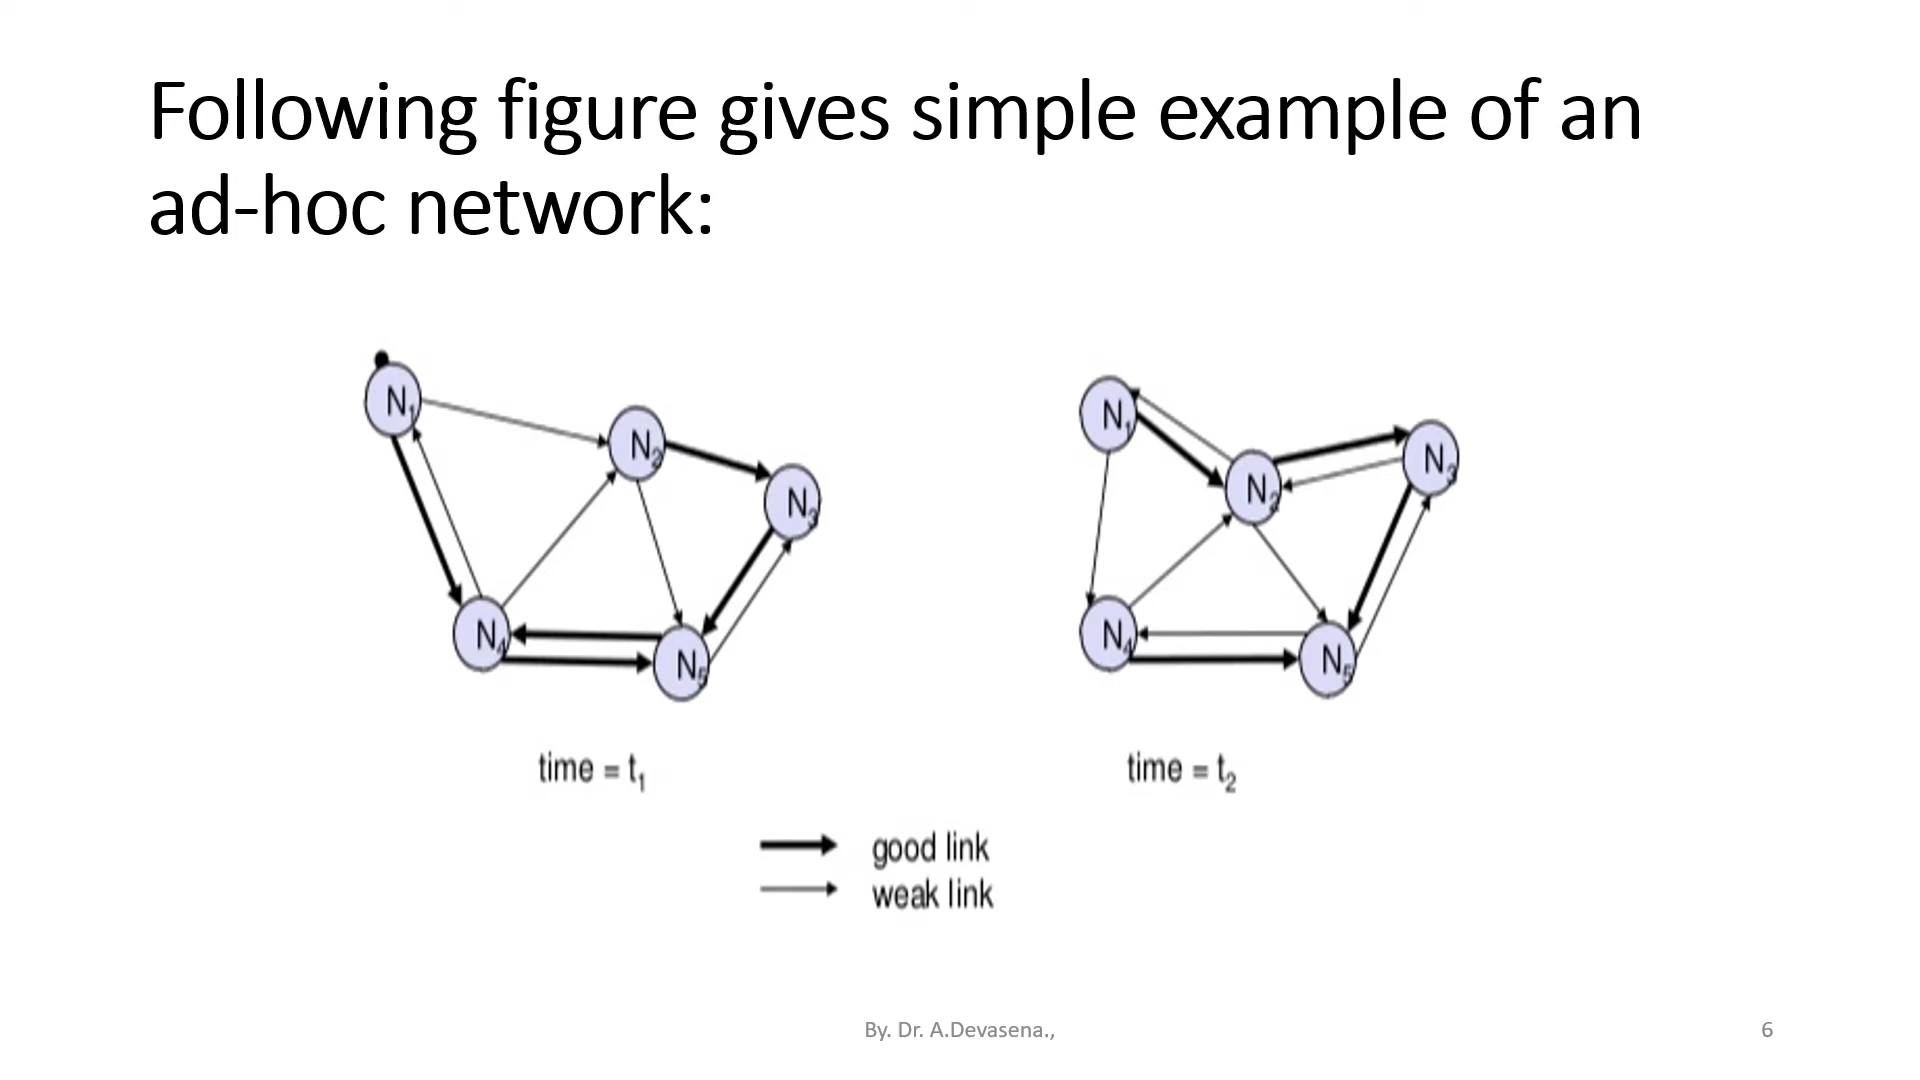 Following figure gives simple example of an
ad-hoc network:
N₁
N₂
N₃
N₄
N₅
time = t₁
N₁
N₂
N₃
N₄
N₅
time = t₂
good link
weak link
By. Dr. A.Devasena.,
6